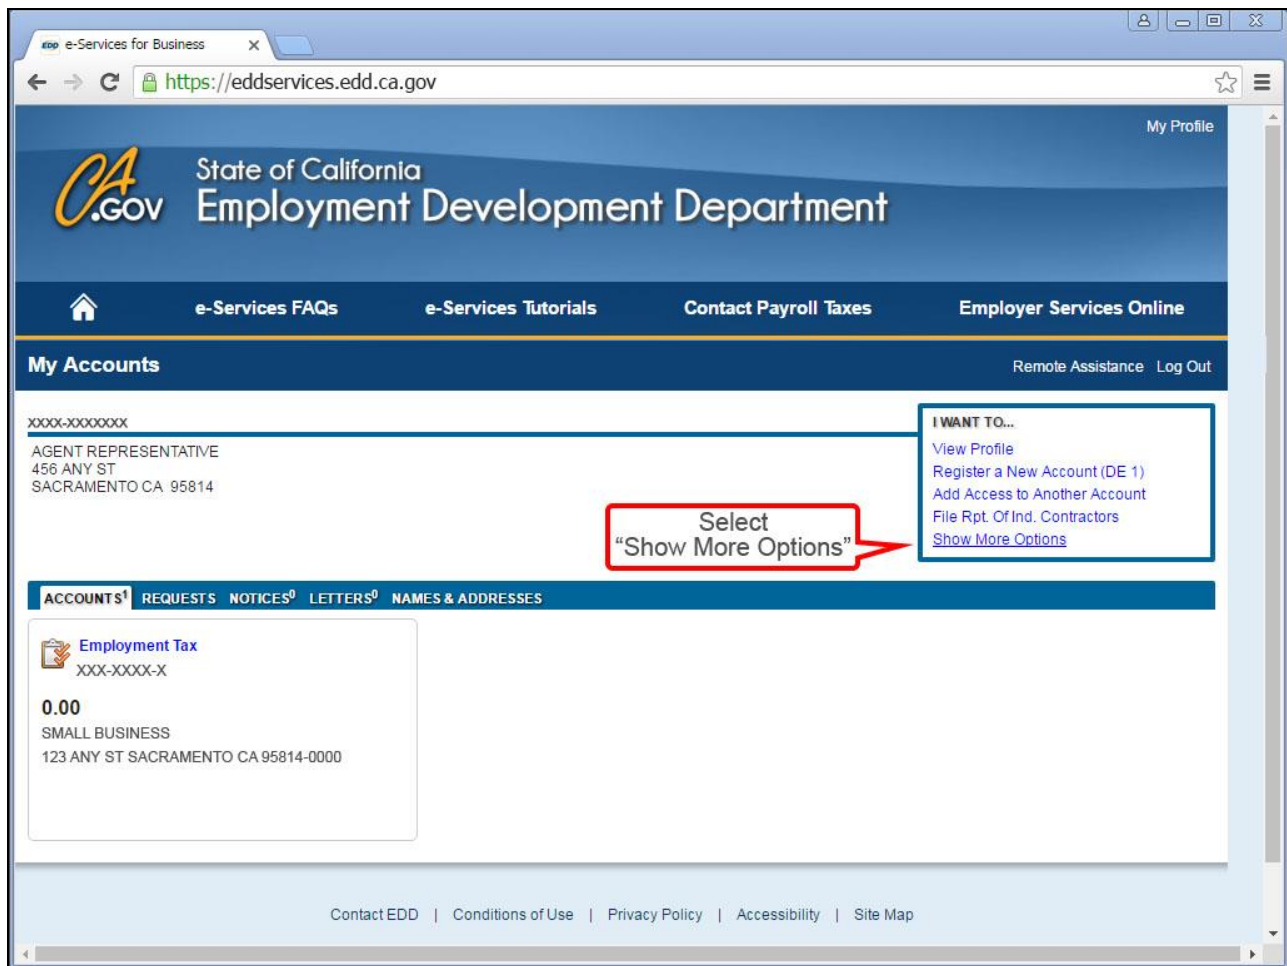 EDD e-Services for Business
https://eddservices.edd.ca.gov
My Profile
CA
.GOV
State of California
Employment Development Department
e-Services FAQs e-Services Tutorials Contact Payroll Taxes Employer Services Online
My Accounts Remote Assistance Log Out
XXXX-XXXXXXX
AGENT REPRESENTATIVE
456 ANY ST
SACRAMENTO CA 95814
I WANT TO...
View Profile
Register a New Account (DE 1)
Add Access to Another Account
File Rpt. Of Ind. Contractors
Show More Options
Select
“Show More Options”
ACCOUNTS1 REQUESTS NOTICES0 LETTERS0 NAMES & ADDRESSES
Employment Tax
XXX-XXXX-X
0.00
SMALL BUSINESS
123 ANY ST SACRAMENTO CA 95814-0000
Contact EDD | Conditions of Use | Privacy Policy | Accessibility | Site Map